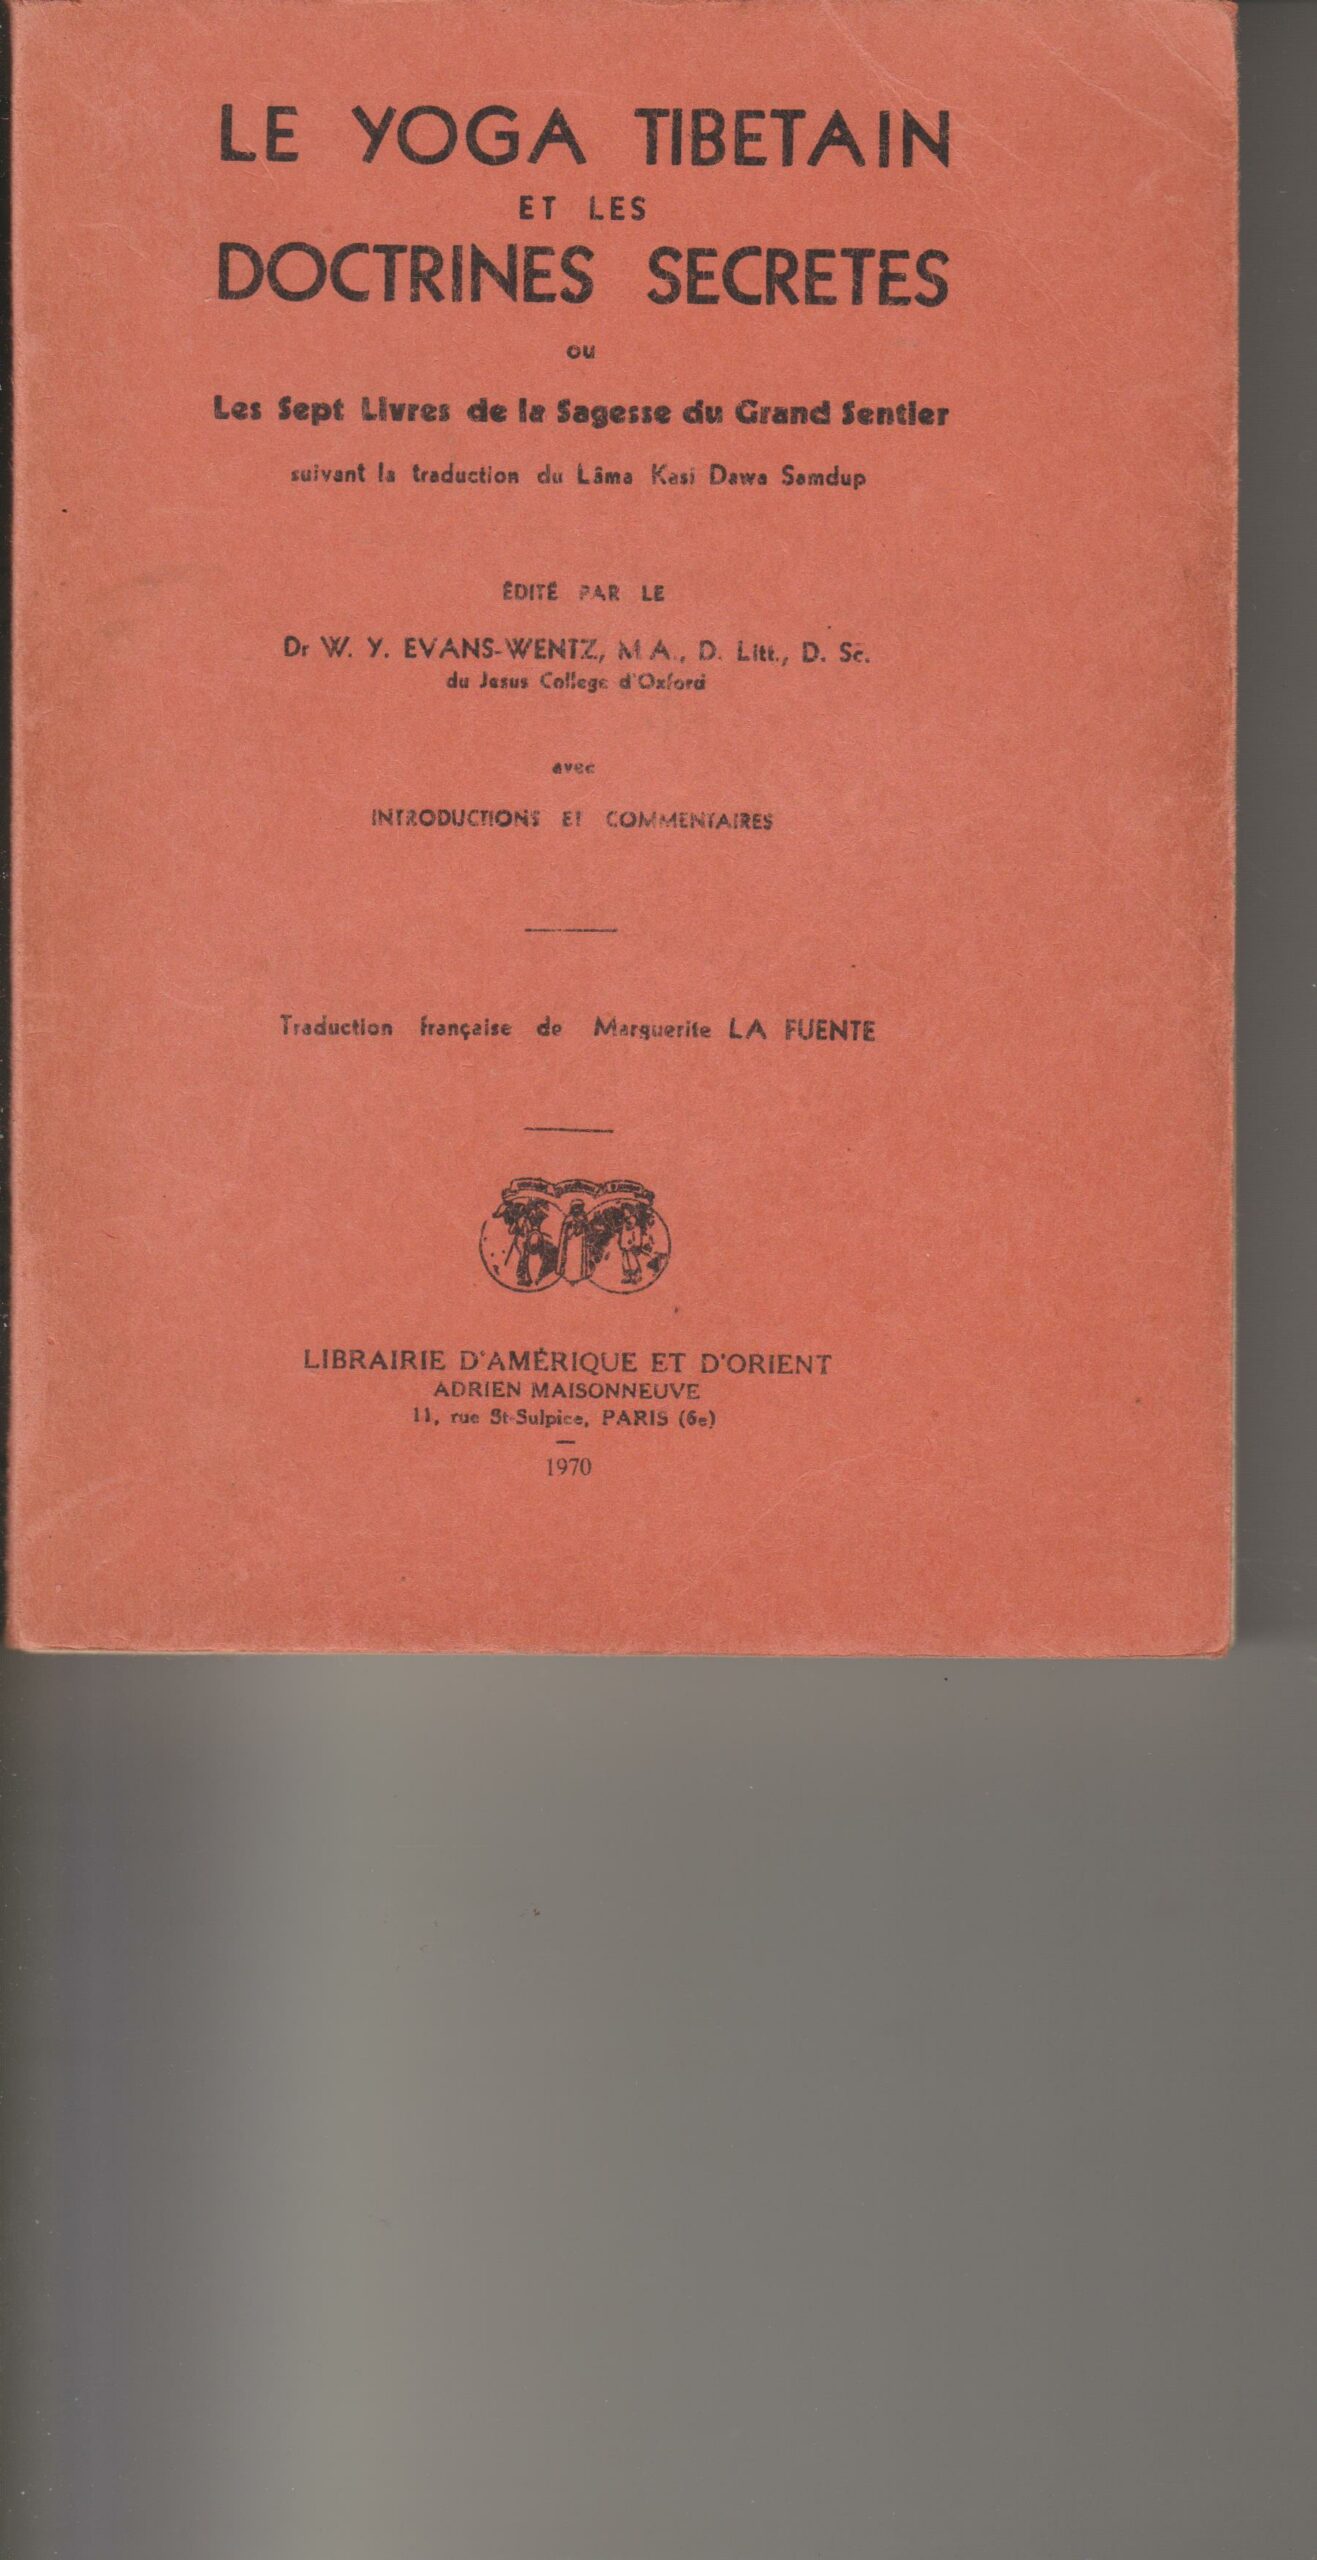 LE YOGA TIBETAIN
ET LES
DOCTRINES SECRETES
ou
Les Sept Livres de la Sagesse du Grand Sentier
suivant la traduction du Lâma Kasi Dawa Samdup
ÉDITÉ PAR LE
Dr W. Y. EVANS-WENTZ, M.A., D. Litt., D. Sc.
du Jesus College d'Oxford
avec
INTRODUCTIONS ET COMMENTAIRES
Traduction française de Marguerite LA FUENTE
LIBRAIRIE D'AMÉRIQUE ET D'ORIENT
ADRIEN MAISONNEUVE
11, rue St-Sulpice, PARIS (6e)
1970